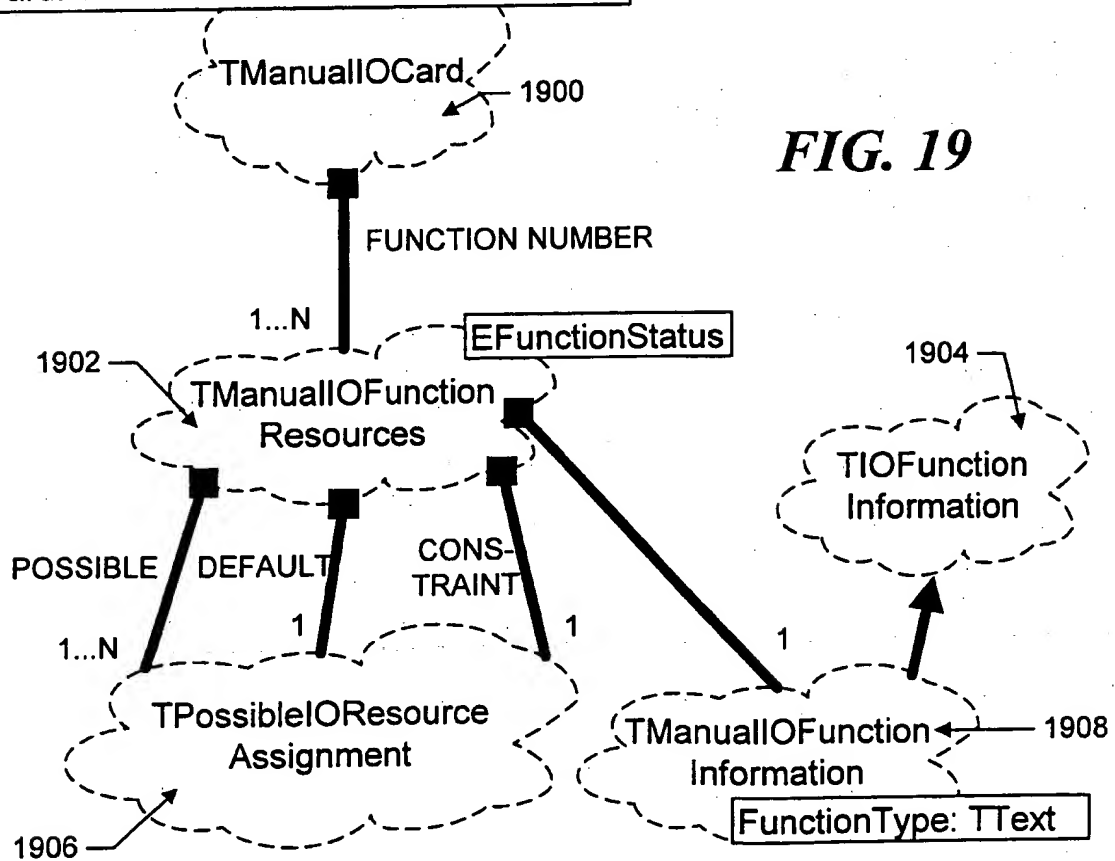 TManualIOCard
1900
FIG. 19
FUNCTION NUMBER
1...N
EFunctionStatus
1902
1904
TManualIOFunction
Resources
TIOFunction
Information
POSSIBLE
DEFAULT
CONS-
TRAINT
1...N
1
1
1
TPossibleIOResource
Assignment
TManualIOFunction
Information
1908
FunctionType: TText
1906